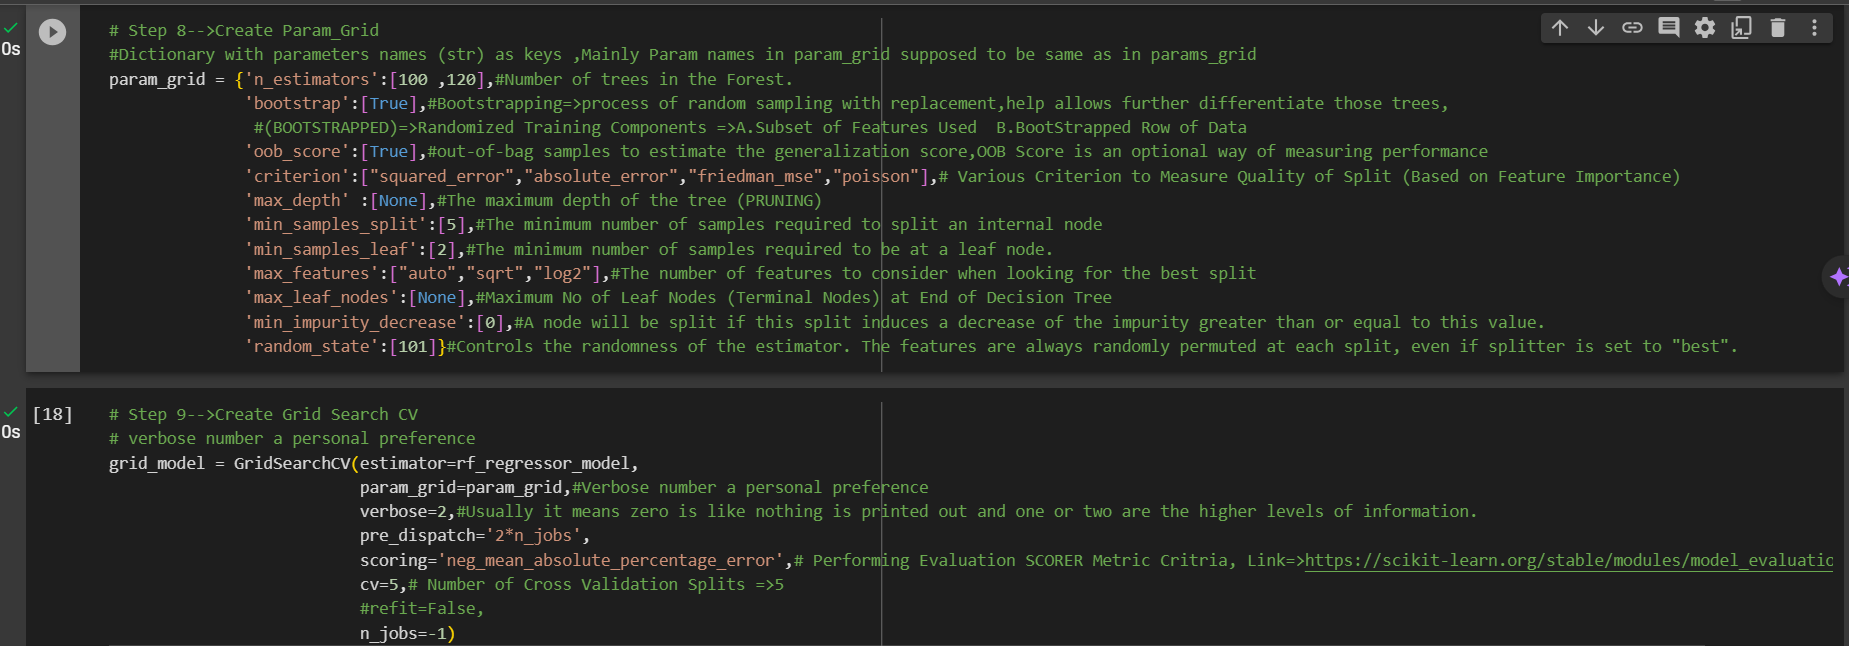 # Step 8-->Create Param_Grid
0s
#Dictionary with parameters names (str) as keys ,Mainly Param names in param_grid supposed to be same as in params_grid
param_grid = {'n_estimators':[100 ,120],#Number of trees in the Forest.
'bootstrap':[True],#Bootstrapping=>process of random sampling with replacement,help allows further differentiate those trees,
#(BOOTSTRAPPED)=>Randomized Training Components =>A.Subset of Features Used  B.BootStrapped Row of Data
'oob_score':[True],#out-of-bag samples to estimate the generalization score,OOB Score is an optional way of measuring performance
'criterion':["squared_error","absolute_error","friedman_mse","poisson"],# Various Criterion to Measure Quality of Split (Based on Feature Importance)
'max_depth' :[None],#The maximum depth of the tree (PRUNING)
'min_samples_split':[5],#The minimum number of samples required to split an internal node
'min_samples_leaf':[2],#The minimum number of samples required to be at a leaf node.
'max_features':["auto","sqrt","log2"],#The number of features to consider when looking for the best split
'max_leaf_nodes':[None],#Maximum No of Leaf Nodes (Terminal Nodes) at End of Decision Tree
'min_impurity_decrease':[0],#A node will be split if this split induces a decrease of the impurity greater than or equal to this value.
'random_state':[101]}#Controls the randomness of the estimator. The features are always randomly permuted at each split, even if splitter is set to "best".
[18] # Step 9-->Create Grid Search CV
0s
# verbose number a personal preference
grid_model = GridSearchCV(estimator=rf_regressor_model,
param_grid=param_grid,#Verbose number a personal preference
verbose=2,#Usually it means zero is like nothing is printed out and one or two are the higher levels of information.
pre_dispatch='2*n_jobs',
scoring='neg_mean_absolute_percentage_error',# Performing Evaluation SCORER Metric Critria, Link=>https://scikit-learn.org/stable/modules/model_evaluatio
cv=5,# Number of Cross Validation Splits =>5
#refit=False,
n_jobs=-1)